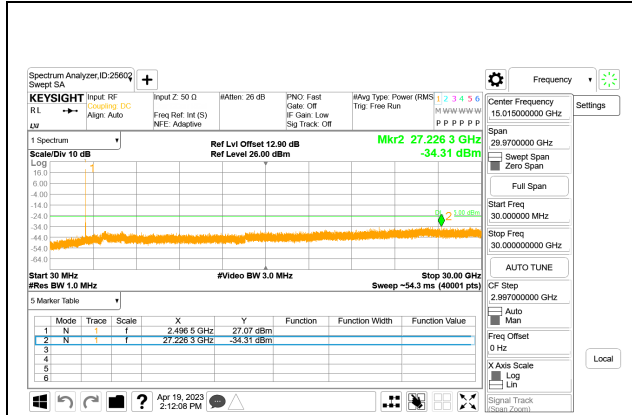 Spectrum Analyzer,ID:25602
Swept SA
Frequency
KEYSIGHT
Input: RF
Input Z: 50 Ω
#Atten: 26 dB
PNO: Fast
#Avg Type: Power (RMS
1 2 3 4 5 6
RL
Coupling: DC
Gate: Off
Trig: Free Run
M W W W W W
Align: Auto
Freq Ref: Int (S)
IF Gain: Low
NFE: Adaptive
Sig Track: Off
P P P P P P
LXI
Center Frequency
15.015000000 GHz
Settings
Span
29.9700000 GHz
Swept Span
Zero Span
Full Span
Start Freq
30.000000 MHz
Stop Freq
30.000000000 GHz
AUTO TUNE
CF Step
2.997000000 GHz
Auto
Man
Freq Offset
0 Hz
X Axis Scale
Log
Lin
Signal Track
(Span Zoom)
Local
1 Spectrum
Scale/Div 10 dB
Ref Lvl Offset 12.90 dB
Ref Level 26.00 dBm
Mkr2 27.226 3 GHz
-34.31 dBm
Log
1
16.0
6.00
-4.00
-14.0
-24.0
2
-34.0
-44.0
-54.0
-64.0
Start 30 MHz
#Video BW 3.0 MHz
Stop 30.00 GHz
#Res BW 1.0 MHz
Sweep ~54.3 ms (40001 pts)
5 Marker Table
Mode Trace Scale X Y Function Function Width Function Value
1 N 1 f 2.496 5 GHz 27.07 dBm
2 N 1 f 27.226 3 GHz -34.31 dBm
3
4
5
6
Apr 19, 2023
2:12:08 PM